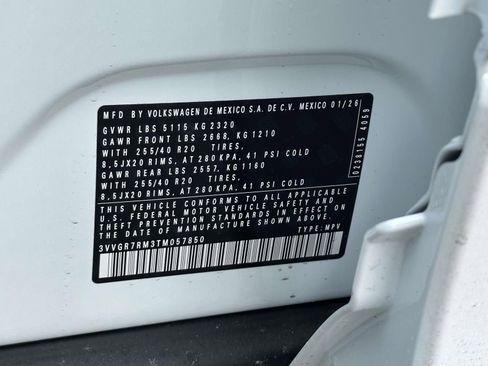 MFD BY VOLKSWAGEN DE MEXICO S.A. DE C.V. MEXICO 01/26
GVWR LBS 5115 KG 2320
GAWR FRONT LBS 2668, KG 1210
WITH 255/40 R20 TIRES,
8,5JX20 RIMS, AT 280 KPA, 41 PSI COLD
GAWR REAR LBS 2557, KG 1160
WITH 255/40 R20 TIRES,
8,5JX20 RIMS, AT 280 KPA, 41 PSI COLD
THIS VEHICLE CONFORMS TO ALL APPLICABLE
U.S. FEDERAL MOTOR VEHICLE SAFETY AND
THEFT PREVENTION STANDARDS IN EFFECT ON THE
DATE OF MANUFACTURE SHOWN ABOVE.
3VVGR7RM3TM057850 TYPE: MPV
0238155 4059